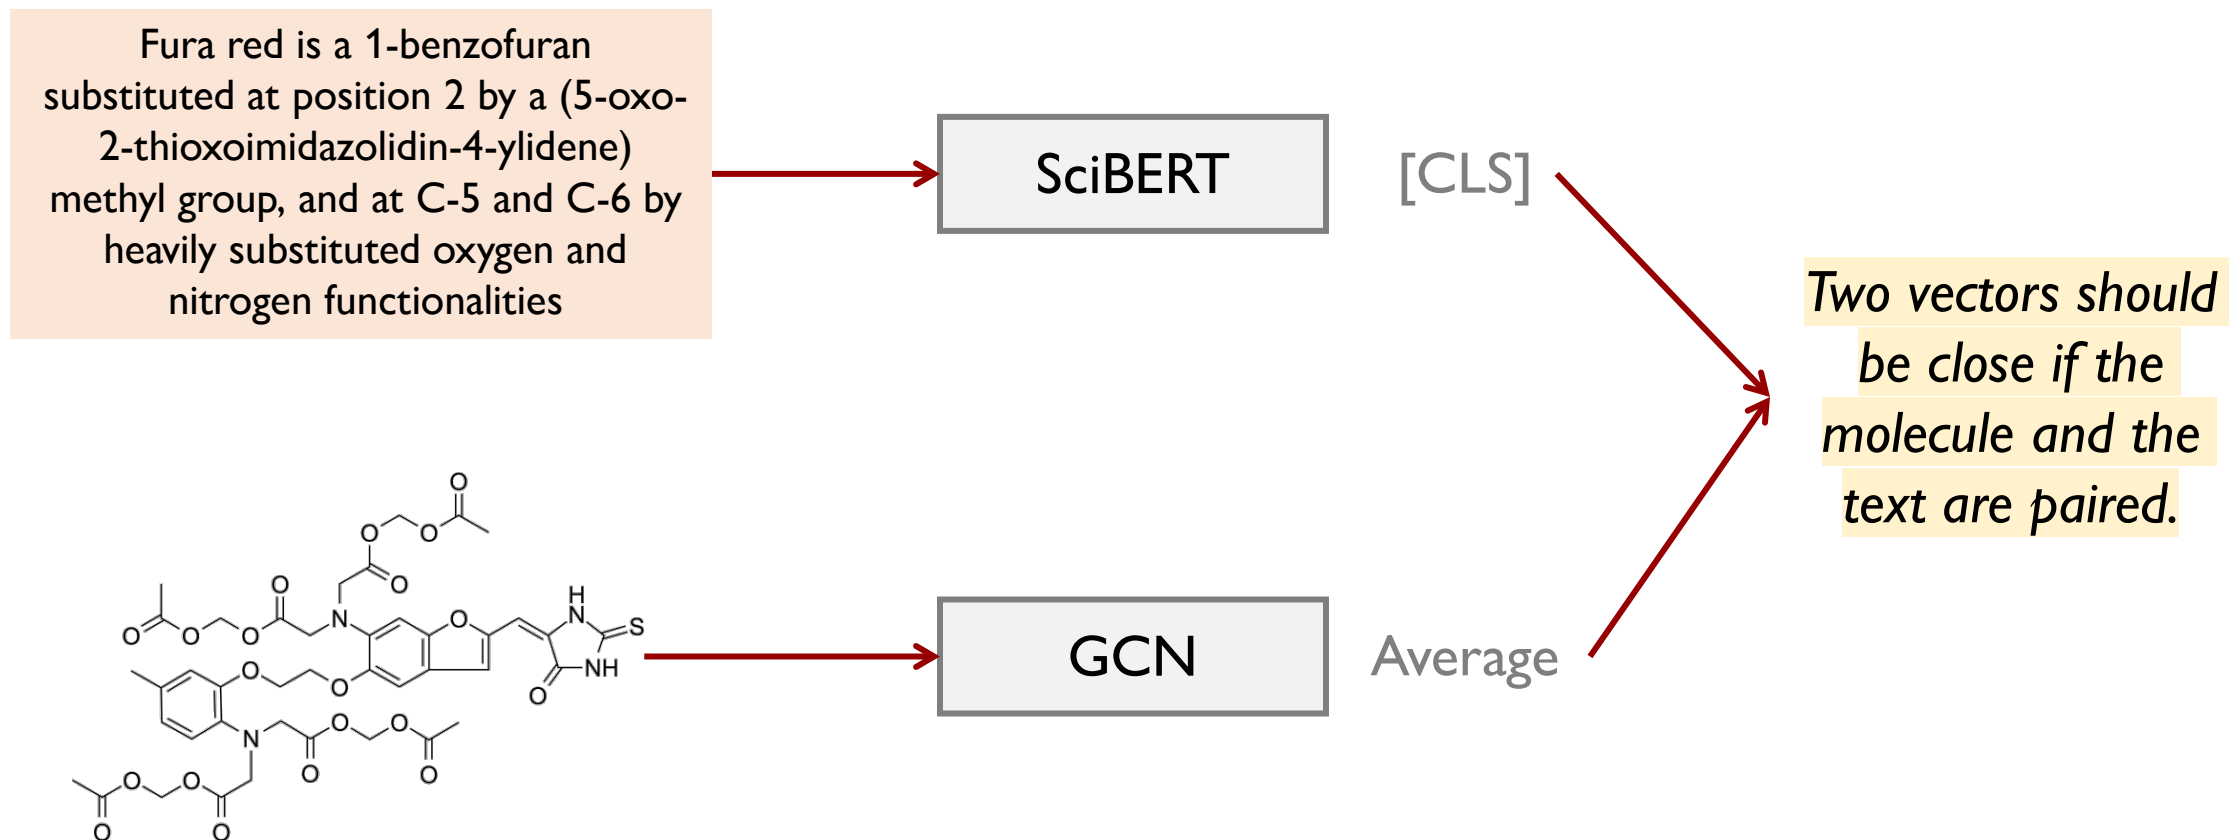 Fura red is a 1-benzofuran
substituted at position 2 by a (5-oxo-
2-thioxoimidazolidin-4-ylidene)
methyl group, and at C-5 and C-6 by
heavily substituted oxygen and
nitrogen functionalities
SciBERT
[CLS]
Two vectors should
be close if the
molecule and the
text are paired.
GCN
Average
O
O
O
O
O
O
O
O
O
N
O
H
N
S
NH
O
O
O
N
O
O
O
O
O
O
O
O